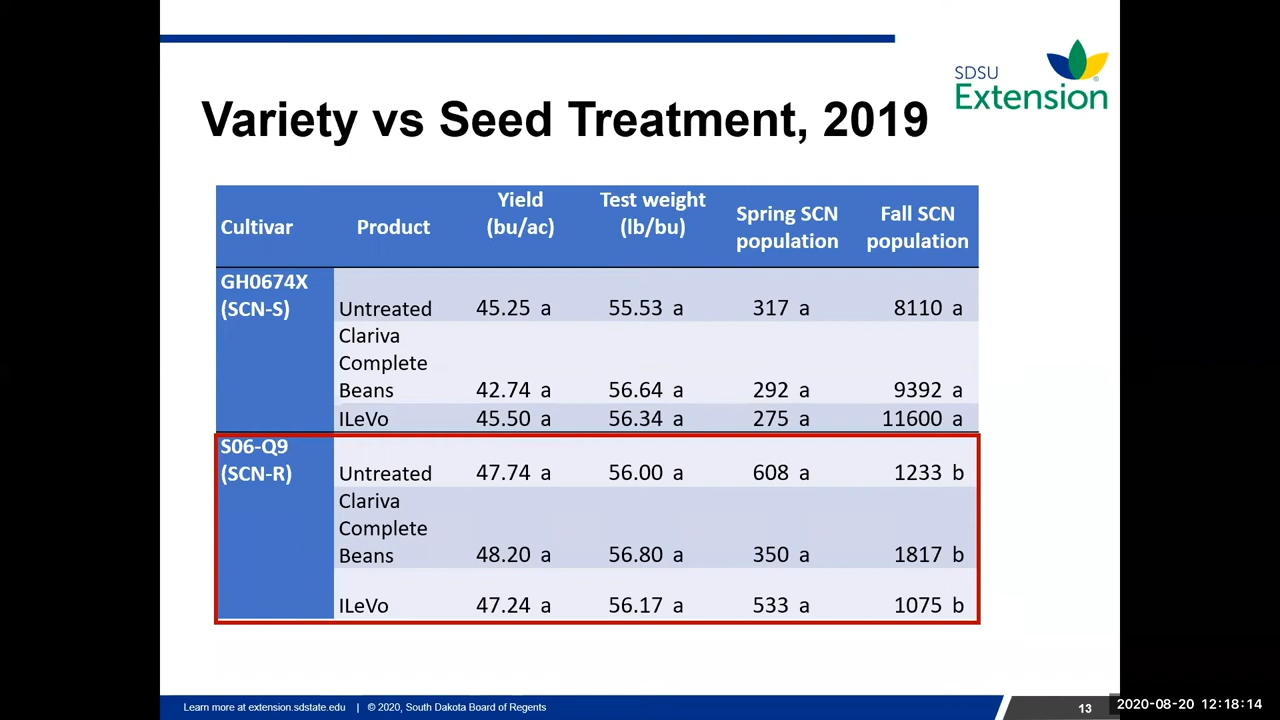 SDSU
Extension
Variety vs Seed Treatment, 2019
Cultivar Product Yield (bu/ac) Test weight (lb/bu) Spring SCN population Fall SCN population
GH0674X (SCN-S) Untreated 45.25 a 55.53 a 317 a 8110 a
Clariva Complete Beans 42.74 a 56.64 a 292 a 9392 a
ILeVo 45.50 a 56.34 a 275 a 11600 a
S06-Q9 (SCN-R) Untreated 47.74 a 56.00 a 608 a 1233 b
Clariva Complete Beans 48.20 a 56.80 a 350 a 1817 b
ILeVo 47.24 a 56.17 a 533 a 1075 b
Learn more at extension.sdstate.edu | © 2020, South Dakota Board of Regents
13
2020-08-20 12:18:14